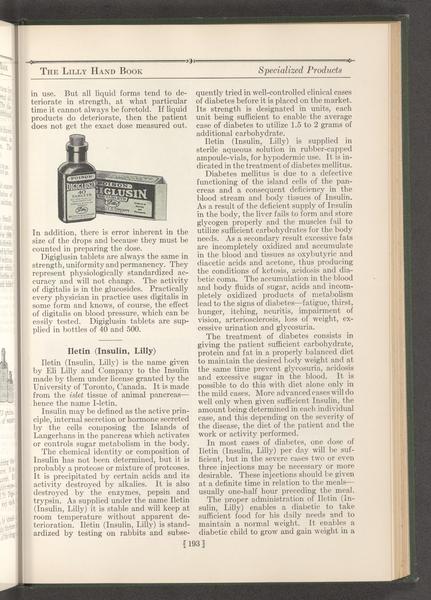 THE LILLY HAND BOOK
Specialized Products
in use. But all liquid forms tend to de-
teriorate in strength, at what particular
time it cannot always be foretold. If liquid
products do deteriorate, then the patient
does not get the exact dose measured out.
POISON
DIGIGLUSIN
POISON
DIGIGLUSIN
In addition, there is error inherent in the
size of the drops and because they must be
counted in preparing the dose.
Digiglusin tablets are always the same in
strength, uniformity and permanency. They
represent physiologically standardized ac-
curacy and will not change. The activity
of digitalis is in the glucosides. Practically
every physician in practice uses digitalis in
some form and knows, of course, the effect
of digitalis on blood pressure, which can be
easily tested. Digiglusin tablets are sup-
plied in bottles of 40 and 500.
Iletin (Insulin, Lilly)
Iletin (Insulin, Lilly) is the name given
by Eli Lilly and Company to the Insulin
made by them under license granted by the
University of Toronto, Canada. It is made
from the islet tissue of animal pancreas—
hence the name I-letin.
Insulin may be defined as the active prin-
ciple, internal secretion or hormone secreted
by the cells composing the Islands of
Langerhans in the pancreas which activates
or controls sugar metabolism in the body.
The chemical identity or composition of
Insulin has not been determined, but it is
probably a protease or mixture of proteoses.
It is precipitated by certain acids and its
activity destroyed by alkalies. It is also
destroyed by the enzymes, pepsin and
trypsin. As supplied under the name Iletin
(Insulin, Lilly) it is stable and will keep at
room temperature without apparent de-
terioration. Iletin (Insulin, Lilly) is stand-
ardized by testing on rabbits and subse-
quently tried in well-controlled clinical cases
of diabetes before it is placed on the market.
Its strength is designated in units, each
unit being sufficient to enable the average
case of diabetes to utilize 1.5 to 2 grams of
additional carbohydrate.
Iletin (Insulin, Lilly) is supplied in
sterile aqueous solution in rubber-capped
ampoule-vials, for hypodermic use. It is in-
dicated in the treatment of diabetes mellitus.
Diabetes mellitus is due to a defective
functioning of the island cells of the pan-
creas and a consequent deficiency in the
blood stream and body tissues of Insulin.
As a result of the deficient supply of Insulin
in the body, the liver fails to form and store
glycogen properly and the muscles fail to
utilize sufficient carbohydrates for the body
needs. As a secondary result excessive fats
are incompletely oxidized and accumulate
in the blood and tissues as oxybutyric and
diacetic acids and acetone, thus producing
the conditions of ketosis, acidosis and dia-
betic coma. The accumulation in the blood
and body fluids of sugar, acids and incom-
pletely oxidized products of metabolism
lead to the signs of diabetes—fatigue, thirst,
hunger, itching, neuritis, impairment of
vision, arteriosclerosis, loss of weight, ex-
cessive urination and glycosuria.
The treatment of diabetes consists in
giving the patient sufficient carbohydrate,
protein and fat in a properly balanced diet
to maintain the desired body weight and at
the same time prevent glycosuria, acidosis
and excessive sugar in the blood. It is
possible to do this with diet alone only in
the mild cases. More advanced cases will do
well only when given sufficient Insulin, the
amount being determined in each individual
case, and this depending on the severity of
the disease, the diet of the patient and the
work or activity performed.
In most cases of diabetes, one dose of
Iletin (Insulin, Lilly) per day will be suf-
ficient, but in the severe cases two or even
three injections may be necessary or more
desirable. These injections should be given
at a definite time in relation to the meals—
usually one-half hour preceding the meal.
The proper administration of Iletin (In-
sulin, Lilly) enables a diabetic to take
sufficient food for his daily needs and to
maintain a normal weight. It enables a
diabetic child to grow and gain weight in a
[193]